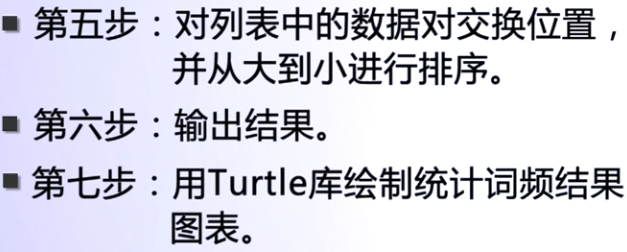 ■ 第五步：对列表中的数据对交换位置，
并从大到小进行排序。
■ 第六步：输出结果。
■ 第七步：用Turtle库绘制统计词频结果
图表。